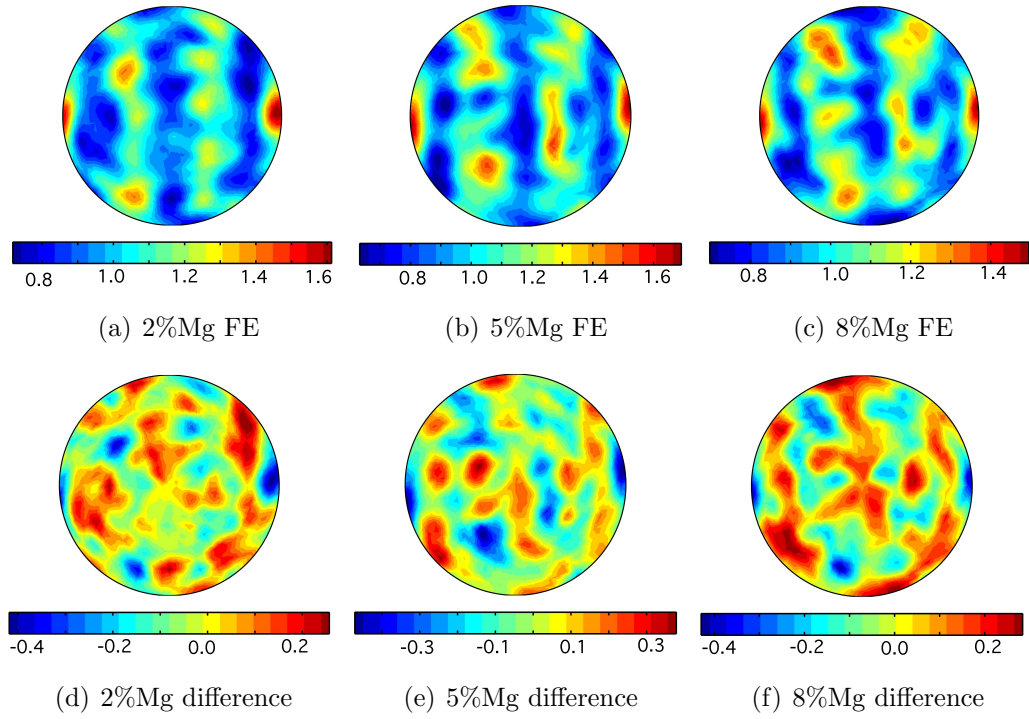 0.8 1.0 1.2 1.4 1.6
0.8 1.0 1.2 1.4 1.6
0.8 1.0 1.2 1.4
(a) 2%Mg FE
(b) 5%Mg FE
(c) 8%Mg FE
-0.4 -0.2 0.0 0.2
-0.3 -0.1 0.1 0.3
-0.4 -0.2 0.0 0.2
(d) 2%Mg difference
(e) 5%Mg difference
(f) 8%Mg difference